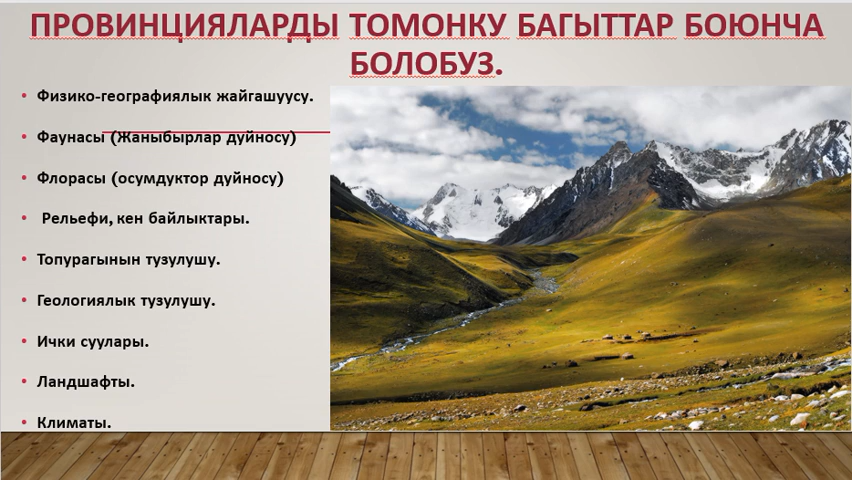 ПРОВИНЦИЯЛАРДЫ ТОМОНКУ БАГЫТТАР БОЮНЧА
БОЛОБУЗ.
• Физико-географиялык жайгашуусу.
• Фаунасы (Жаныбырлар дуйносу)
• Флорасы (осумдуктор дуйносу)
• Рельефи, кен байлыктары.
• Топурагынын тузулушу.
• Геологиялык тузулушу.
• Ички суулары.
• Ландшафты.
• Климаты.